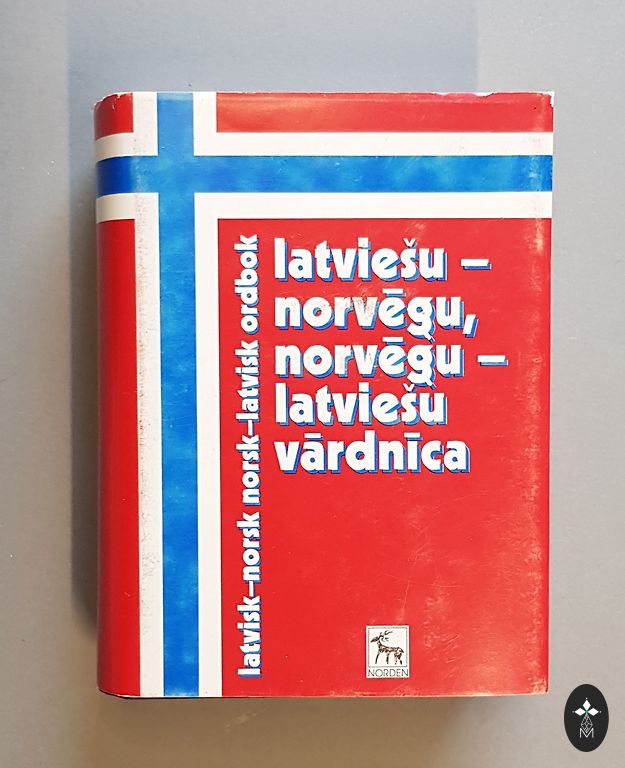 latviešu –
norvēģu,
norvēģu –
latviešu
vārdnīca
latvisk–norsk norsk–latvisk ordbok
NORDEN
M